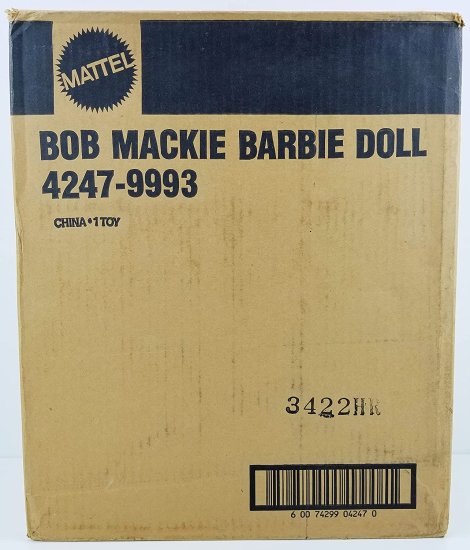 MATTEL
BOB MACKIE BARBIE DOLL
4247-9993
CHINA • 1 TOY
3422HK
6 00 74299 04247 0